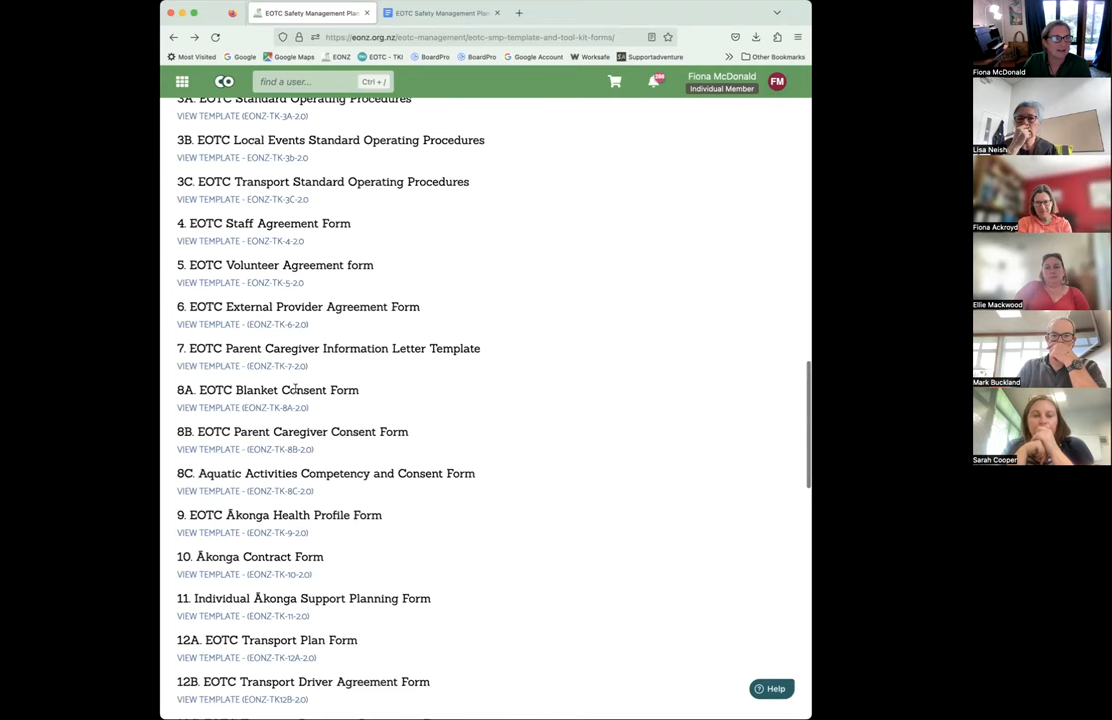 EOTC Safety Management Plan
EOTC Safety Management Plan
https://eonz.org.nz/eotc-management/eotc-smp-template-and-tool-kit-forms/
Most Visited
Google
Google Maps
EONZ
EOTC - TKI
BoardPro
BoardPro
Google Account
Worksafe
Supportadventure
Other Bookmarks
CO
find a user...
Ctrl + /
286
Fiona McDonald
Individual Member
FM
3A. EOTC Standard Operating Procedures
VIEW TEMPLATE (EONZ-TK-3A-2.0)
3B. EOTC Local Events Standard Operating Procedures
VIEW TEMPLATE - EONZ-TK-3b-2.0
3C. EOTC Transport Standard Operating Procedures
VIEW TEMPLATE - EONZ-TK-3C-2.0
4. EOTC Staff Agreement Form
VIEW TEMPLATE - EONZ-TK-4-2.0
5. EOTC Volunteer Agreement form
VIEW TEMPLATE - EONZ-TK-5-2.0
6. EOTC External Provider Agreement Form
VIEW TEMPLATE - (EONZ-TK-6-2.0)
7. EOTC Parent Caregiver Information Letter Template
VIEW TEMPLATE - (EONZ-TK-7-2.0)
8A. EOTC Blanket Consent Form
VIEW TEMPLATE (EONZ-TK-8A-2.0)
8B. EOTC Parent Caregiver Consent Form
VIEW TEMPLATE - (EONZ-TK-8B-2.0)
8C. Aquatic Activities Competency and Consent Form
VIEW TEMPLATE - (EONZ-TK-8C-2.0)
9. EOTC Ākonga Health Profile Form
VIEW TEMPLATE - (EONZ-TK-9-2.0)
10. Ākonga Contract Form
VIEW TEMPLATE - (EONZ-TK-10-2.0)
11. Individual Ākonga Support Planning Form
VIEW TEMPLATE - (EONZ-TK-11-2.0)
12A. EOTC Transport Plan Form
VIEW TEMPLATE - (EONZ-TK-12A-2.0)
12B. EOTC Transport Driver Agreement Form
VIEW TEMPLATE - (EONZ-TK12B-2.0)
Help
Fiona McDonald
Lisa Neish
Fiona Ackroyd
Ellie Mackwood
Mark Buckland
Sarah Cooper